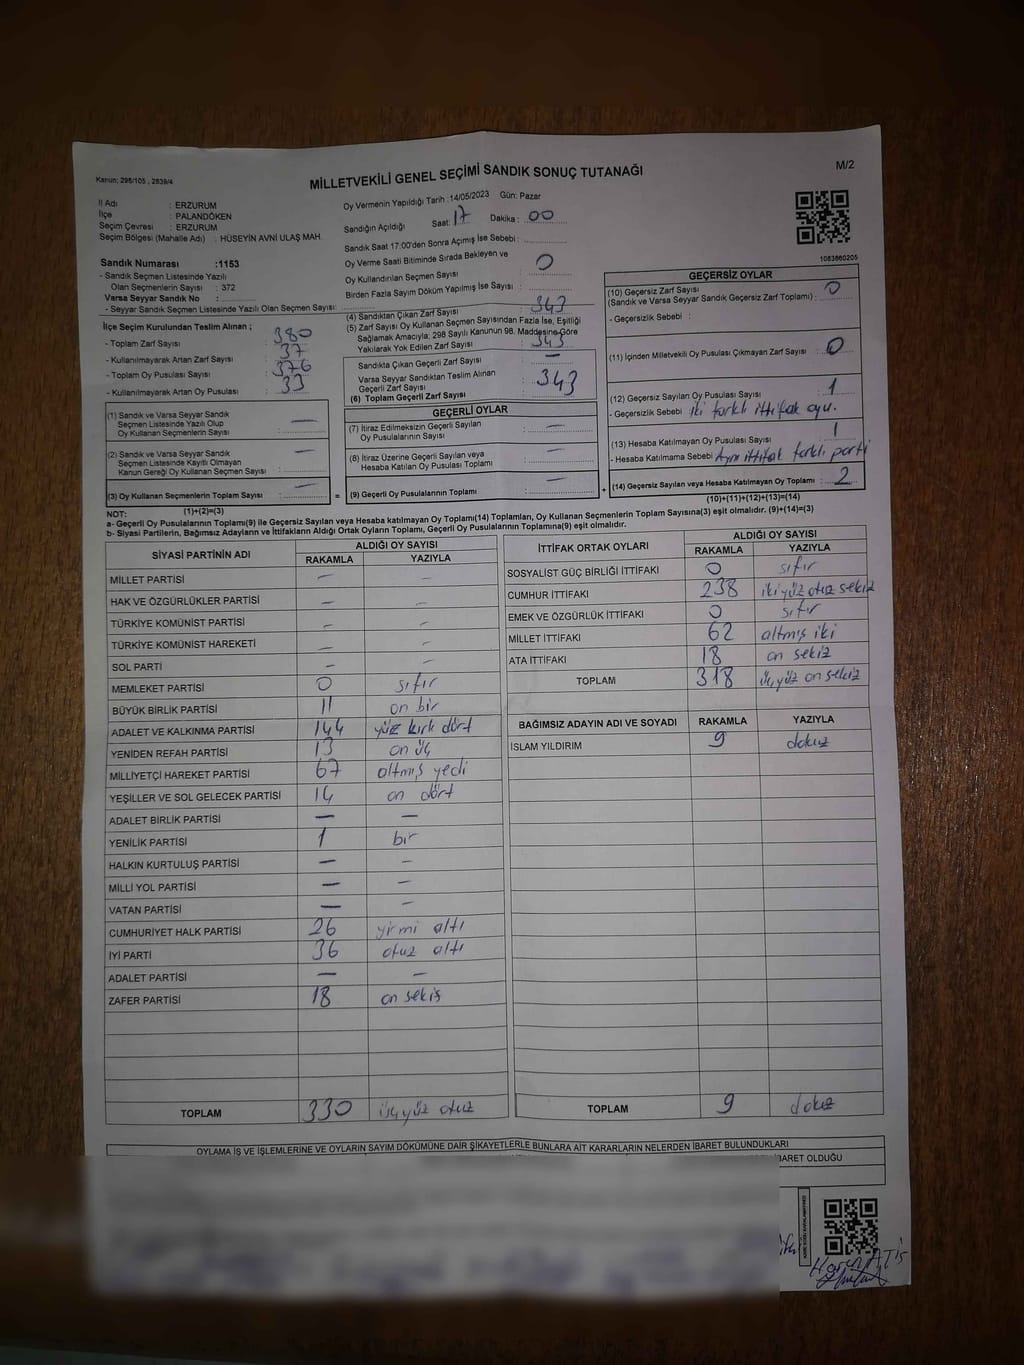 Kanun; 298/105 , 2839/4
MİLLETVEKİLİ GENEL SEÇİMİ SANDIK SONUÇ TUTANAĞI
M/2
İl Adı : ERZURUM
İlçe : PALANDÖKEN
Seçim Çevresi : ERZURUM
Seçim Bölgesi (Mahalle Adı) : HÜSEYİN AVNİ ULAŞ MAH.
Sandık Numarası :1153
- Sandık Seçmen Listesinde Yazılı
Olan Seçmenlerin Sayısı : 372
Varsa Seyyar Sandık No :
- Seyyar Sandık Seçmen Listesinde Yazılı Olan Seçmen Sayısı:
Oy Vermenin Yapıldığı Tarih :14/05/2023 Gün: Pazar
Sandığın Açıldığı Saat: 17 Dakika : 00
Sandık Saat 17:00'den Sonra Açımış İse Sebebi :
Oy Verme Saati Bitiminde Sırada Bekleyen ve
Oy Kullandırılan Seçmen Sayısı : 0
Birden Fazla Sayım Döküm Yapılmış İse Sayısı :
1083860205
İlçe Seçim Kurulundan Teslim Alınan ;
- Toplam Zarf Sayısı : 380
- Kullanılmayarak Artan Zarf Sayısı : 37
- Toplam Oy Pusulası Sayısı : 376
- Kullanılmayarak Artan Oy Pusulası : 33
(1) Sandık ve Varsa Seyyar Sandık
Seçmen Listesinde Yazılı Olup
Oy Kullanan Seçmenlerin Sayısı : —
(2) Sandık ve Varsa Seyyar Sandık
Seçmen Listesinde Kayıtlı Olmayan
Kanun Gereği Oy Kullanan Seçmen Sayısı : —
(3) Oy Kullanan Seçmenlerin Toplam Sayısı : —
(1)+(2)=(3)
(4) Sandıktan Çıkan Zarf Sayısı : 343
(5) Zarf Sayısı Oy Kullanan Seçmen Sayısından Fazla İse, Eşitliği
Sağlamak Amacıyla; 298 Sayılı Kanunun 98. Maddesine Göre
Yakılarak Yok Edilen Zarf Sayısı : 343
Sandıkta Çıkan Geçerli Zarf Sayısı : —
Varsa Seyyar Sandıktan Teslim Alınan
Geçerli Zarf Sayısı : 343
(6) Toplam Geçerli Zarf Sayısı :
GEÇERLİ OYLAR
(7) İtiraz Edilmeksizin Geçerli Sayılan
Oy Pusulalarının Sayısı : —
(8) İtiraz Üzerine Geçerli Sayılan veya
Hesaba Katılan Oy Pusulası Toplamı : —
= (9) Geçerli Oy Pusulalarının Toplamı : — +
GEÇERSİZ OYLAR
(10) Geçersiz Zarf Sayısı : 0
(Sandık ve Varsa Seyyar Sandık Geçersiz Zarf Toplamı)
- Geçersizlik Sebebi :
(11) İçinden Milletvekili Oy Pusulası Çıkmayan Zarf Sayısı : 0
(12) Geçersiz Sayılan Oy Pusulası Sayısı : 1
- Geçersizlik Sebebi : iki farklı ittifak oyu.
(13) Hesaba Katılmayan Oy Pusulası Sayısı : 1
- Hesaba Katılmama Sebebi : Aynı ittifak farklı parti
(14) Geçersiz Sayılan veya Hesaba Katılmayan Oy Toplamı : 2
(10)+(11)+(12)+(13)=(14)
NOT:
a- Geçerli Oy Pusulalarının Toplamı(9) ile Geçersiz Sayılan veya Hesaba katılmayan Oy Toplamı(14) Toplamları, Oy Kullanan Seçmenlerin Toplam Sayısına(3) eşit olmalıdır. (9)+(14)=(3)
b- Siyasi Partilerin, Bağımsız Adayların ve İttifakların Aldığı Oyların Toplamı, Geçerli Oy Pusulalarının Toplamına(9) eşit olmalıdır.
SİYASİ PARTİNİN ADI ALDIĞI OY SAYISI
RAKAMLA YAZIYLA
MİLLET PARTİSİ — —
HAK VE ÖZGÜRLÜKLER PARTİSİ — —
TÜRKİYE KOMÜNİST PARTİSİ — —
TÜRKİYE KOMÜNİST HAREKETİ — —
SOL PARTİ — —
MEMLEKET PARTİSİ 0 sıfır
BÜYÜK BİRLİK PARTİSİ 11 on bir
ADALET VE KALKINMA PARTİSİ 144 yüz kırk dört
YENİDEN REFAH PARTİSİ 13 on üç
MİLLİYETÇİ HAREKET PARTİSİ 67 altmış yedi
YEŞİLLER VE SOL GELECEK PARTİSİ 14 on dört
ADALET BİRLİK PARTİSİ — —
YENİLİK PARTİSİ 1 bir
HALKIN KURTULUŞ PARTİSİ — —
MİLLİ YOL PARTİSİ — —
VATAN PARTİSİ — —
CUMHURİYET HALK PARTİSİ 26 yirmi altı
İYİ PARTİ 36 otuz altı
ADALET PARTİSİ — —
ZAFER PARTİSİ 18 on sekiş
TOPLAM 330 üçyüz otuz
İTTİFAK ORTAK OYLARI ALDIĞI OY SAYISI
RAKAMLA YAZIYLA
SOSYALİST GÜÇ BİRLİĞİ İTTİFAKI 0 sıfır
CUMHUR İTTİFAKI 238 ikiyüz otuz sekiz
EMEK VE ÖZGÜRLÜK İTTİFAKI 0 sıfır
MİLLET İTTİFAKI 62 altmış iki
ATA İTTİFAKI 18 on sekiz
TOPLAM 318 üçyüz on sekiz
BAĞIMSIZ ADAYIN ADI VE SOYADI RAKAMLA YAZIYLA
İSLAM YILDIRIM 9 dokuz
TOPLAM 9 dokuz
OYLAMA İŞ VE İŞLEMLERİNE VE OYLARIN SAYIM DÖKÜMÜNE DAİR ŞİKAYETLERLE BUNLARA AİT KARARLARIN NELERDEN İBARET BULUNDUKLARI
İBARET OLDUĞU